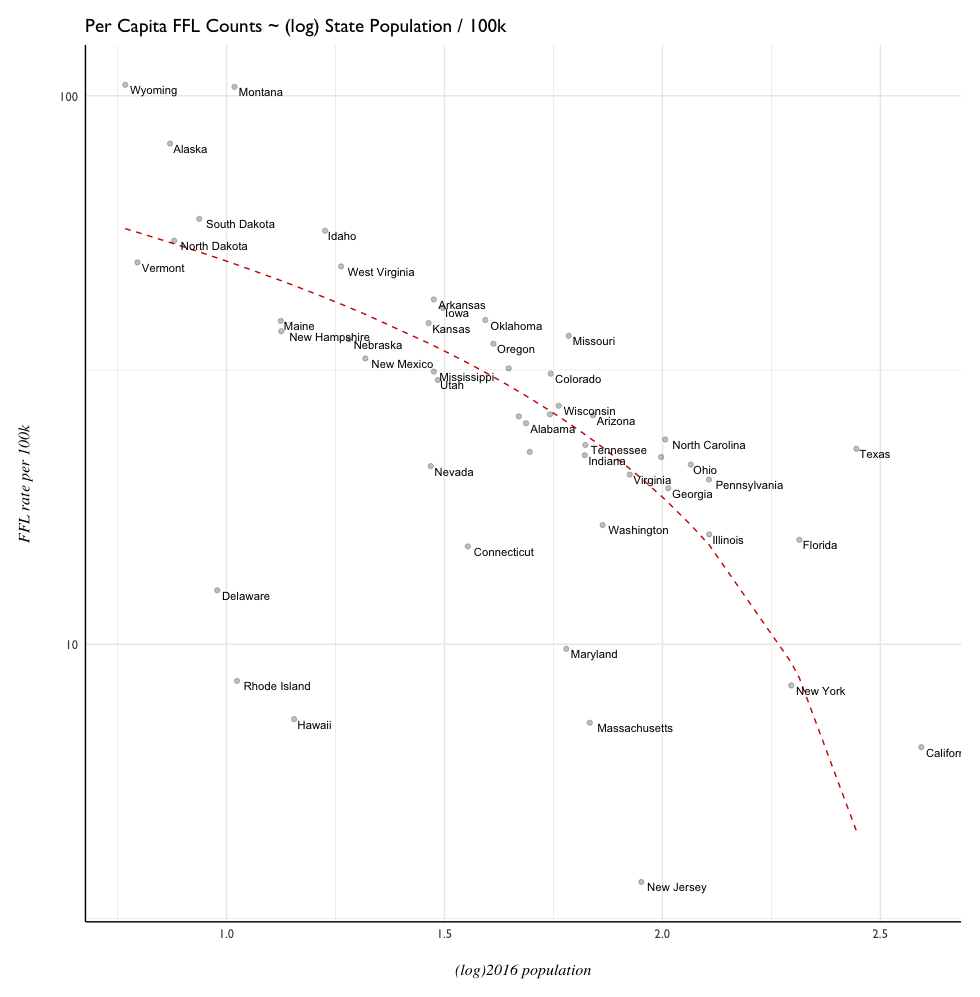 Per Capita FFL Counts ~ (log) State Population / 100k
Wyoming
Montana
100
Alaska
South Dakota
Idaho
North Dakota
Vermont
West Virginia
Arkansas
Iowa
Maine
Oklahoma
Kansas
New Hampshire
Missouri
Nebraska
Oregon
New Mexico
Mississippi
Colorado
Utah
Wisconsin
Arizona
Alabama
North Carolina
Tennessee
Texas
Indiana
Ohio
Nevada
Virginia
Pennsylvania
Georgia
FFL rate per 100k
Washington
Illinois
Florida
Connecticut
Delaware
10
Maryland
Rhode Island
New York
Hawaii
Massachusetts
Califor
New Jersey
1.0 1.5 2.0 2.5
(log)2016 population